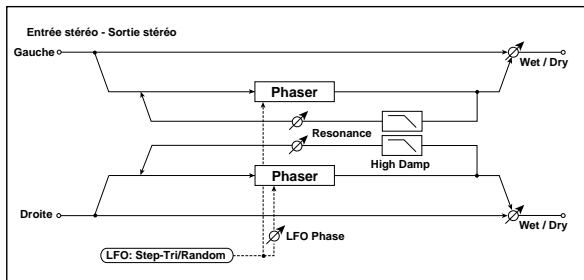 Entrée stéréo - Sortie stéréo
Gauche
Wet / Dry
Phaser
Resonance
High Damp
Phaser
Droite
Wet / Dry
LFO Phase
LFO: Step-Tri/Random